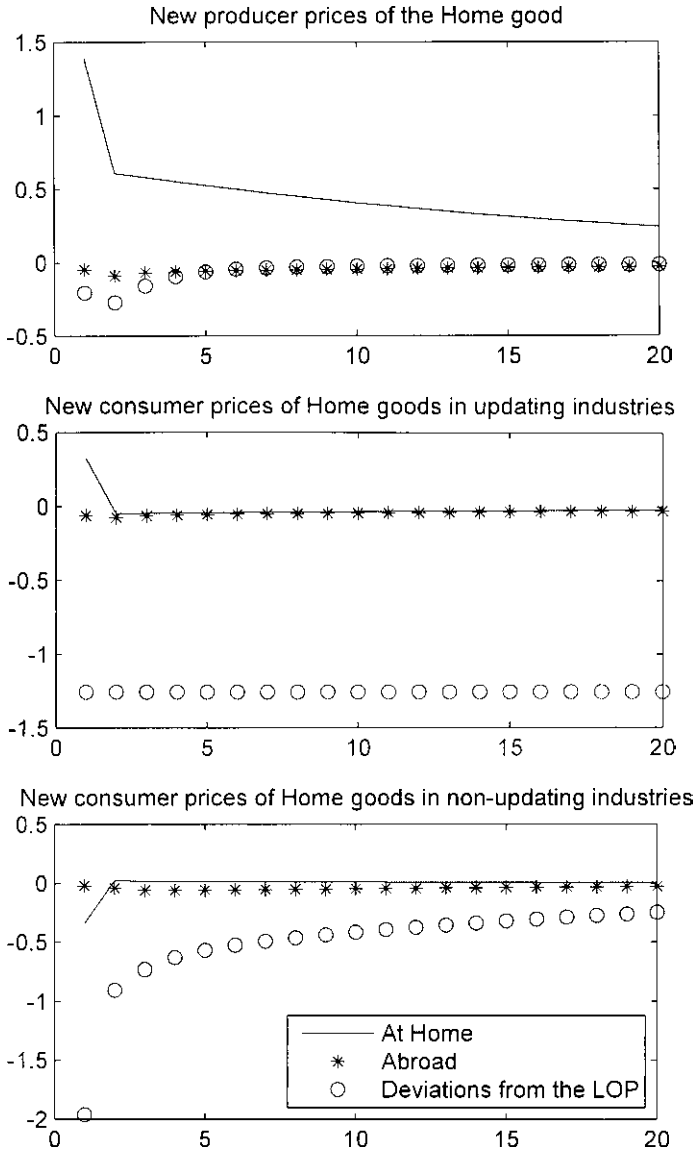 New producer prices of the Home good
1.5
1
0.5
0
-0.5
0 5 10 15 20
New consumer prices of Home goods in updating industries
0.5
0
-0.5
-1
-1.5
0 5 10 15 20
New consumer prices of Home goods in non-updating industries
0.5
0
-0.5
-1
-1.5
-2
At Home
Abroad
Deviations from the LOP
0 5 10 15 20